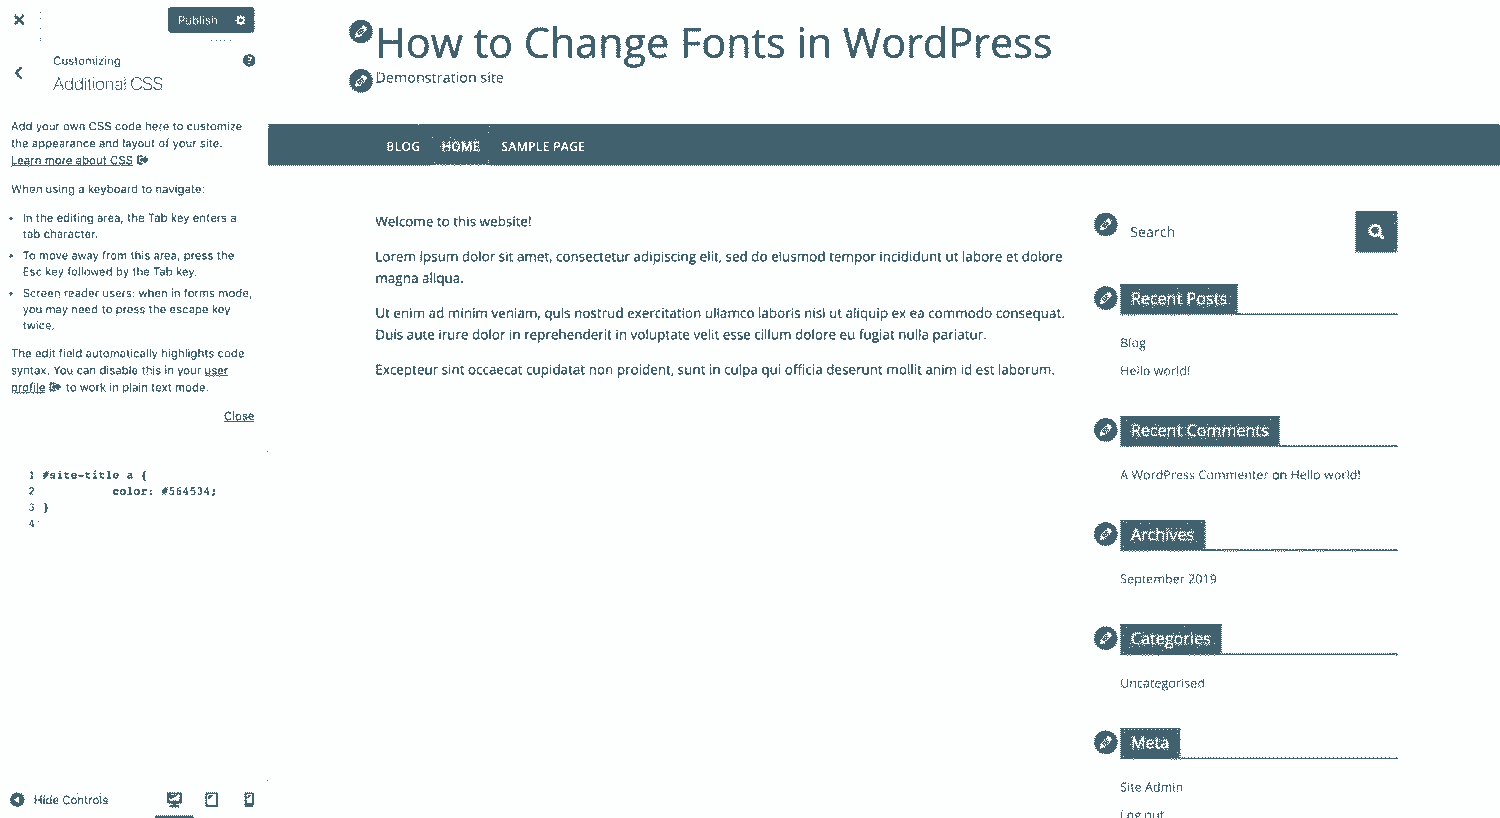 Publish
Customizing
Additional CSS
Add your own CSS code here to customize
the appearance and layout of your site.
Learn more about CSS
When using a keyboard to navigate:
• In the editing area, the Tab key enters a
tab character.
• To move away from this area, press the
Esc key followed by the Tab key.
• Screen reader users: when in forms mode,
you may need to press the escape key
twice.
The edit field automatically highlights code
syntax. You can disable this in your user
profile to work in plain text mode.
Close
1 #site-title a {
2 color: #564534;
3 }
4
Hide Controls
How to Change Fonts in WordPress
Demonstration site
BLOG HOME SAMPLE PAGE
Welcome to this website!
Lorem ipsum dolor sit amet, consectetur adipiscing elit, sed do eiusmod tempor incididunt ut labore et dolore
magna aliqua.
Ut enim ad minim veniam, quis nostrud exercitation ullamco laboris nisi ut aliquip ex ea commodo consequat.
Duis aute irure dolor in reprehenderit in voluptate velit esse cillum dolore eu fugiat nulla pariatur.
Excepteur sint occaecat cupidatat non proident, sunt in culpa qui officia deserunt mollit anim id est laborum.
Search
Recent Posts
Blog
Hello world!
Recent Comments
A WordPress Commenter on Hello world!
Archives
September 2019
Categories
Uncategorised
Meta
Site Admin
Log out